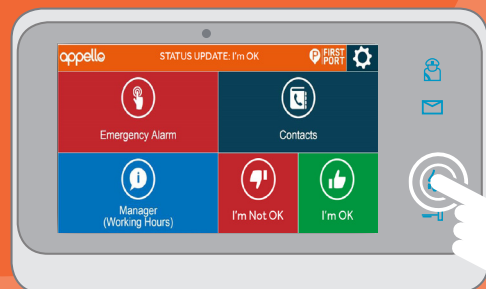 appello
STATUS UPDATE: I'm OK
FIRST
PORT
Emergency Alarm
Contacts
Manager
(Working Hours)
I'm Not OK
I'm OK